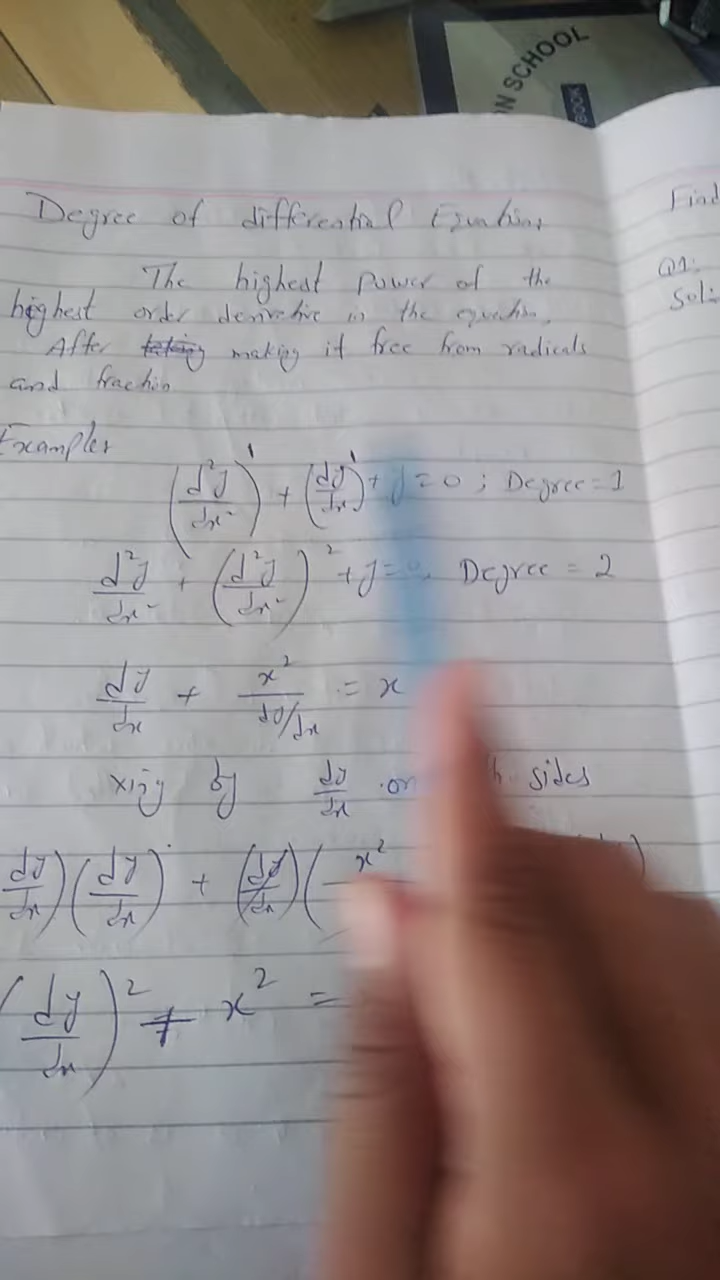 N SCHOOL
BOOK
Degree of differential Equations
The highest Power of the
highest order derivative in the equation.
After making it free from radicals
and fraction
Examples
(d²y/dx²)¹ + (dy/dx)¹ + y = 0 ; Degree = 1
d²y/dx² + (d²y/dx²)² + y = Degree = 2
dy/dx + x²/dy/dx = x
xing by dy/dx on sides
dy/dx)(dy/dx) + (dy/dx)(x²
(dy/dx)² + x² =
Find
Q1:
Sol: